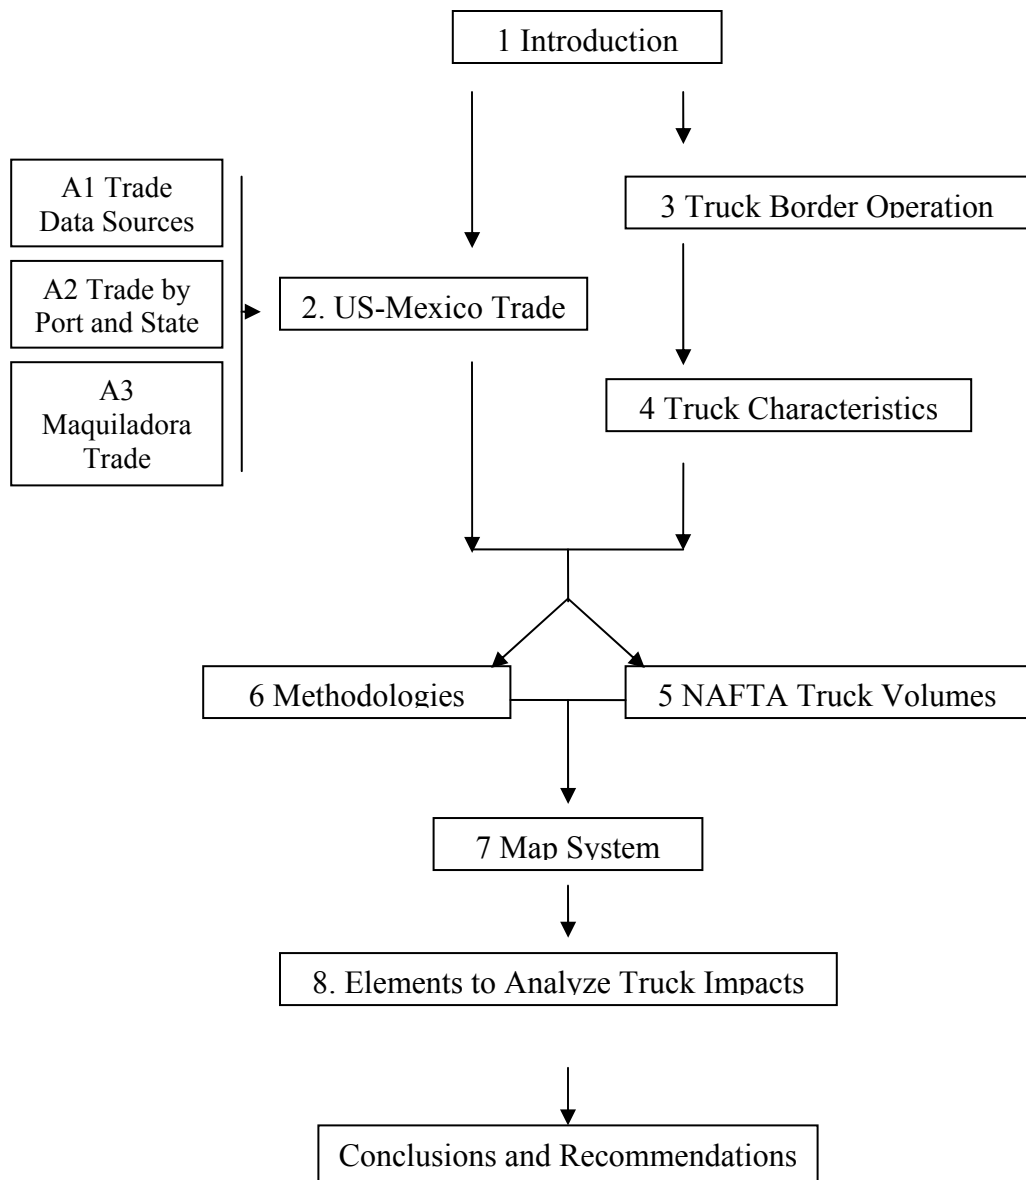 1 Introduction
A1 Trade
Data Sources
3 Truck Border Operation
A2 Trade by
Port and State
2. US-Mexico Trade
A3
Maquiladora
Trade
4 Truck Characteristics
6 Methodologies
5 NAFTA Truck Volumes
7 Map System
8. Elements to Analyze Truck Impacts
Conclusions and Recommendations